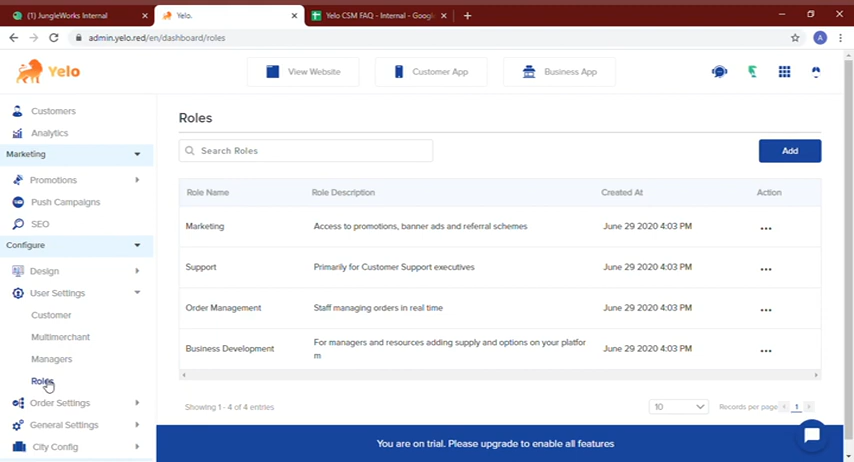 (1) JungleWorks Internal
Yelo.
Yelo CSM FAQ - Internal - Google
admin.yelo.red/en/dashboard/roles
A
Yelo
View Website
Customer App
Business App
Customers
Analytics
Marketing
Promotions
Push Campaigns
SEO
Configure
Design
User Settings
Customer
Multimerchant
Managers
Roles
Order Settings
General Settings
City Config
Roles
Search Roles
Add
Role Name Role Description Created At Action
Marketing Access to promotions, banner ads and referral schemes June 29 2020 4:03 PM
Support Primarily for Customer Support executives June 29 2020 4:03 PM
Order Management Staff managing orders in real time June 29 2020 4:03 PM
Business Development For managers and resources adding supply and options on your platfor June 29 2020 4:03 PM
m
Showing 1 - 4 of 4 entries
10
Records per page
1
You are on trial. Please upgrade to enable all features